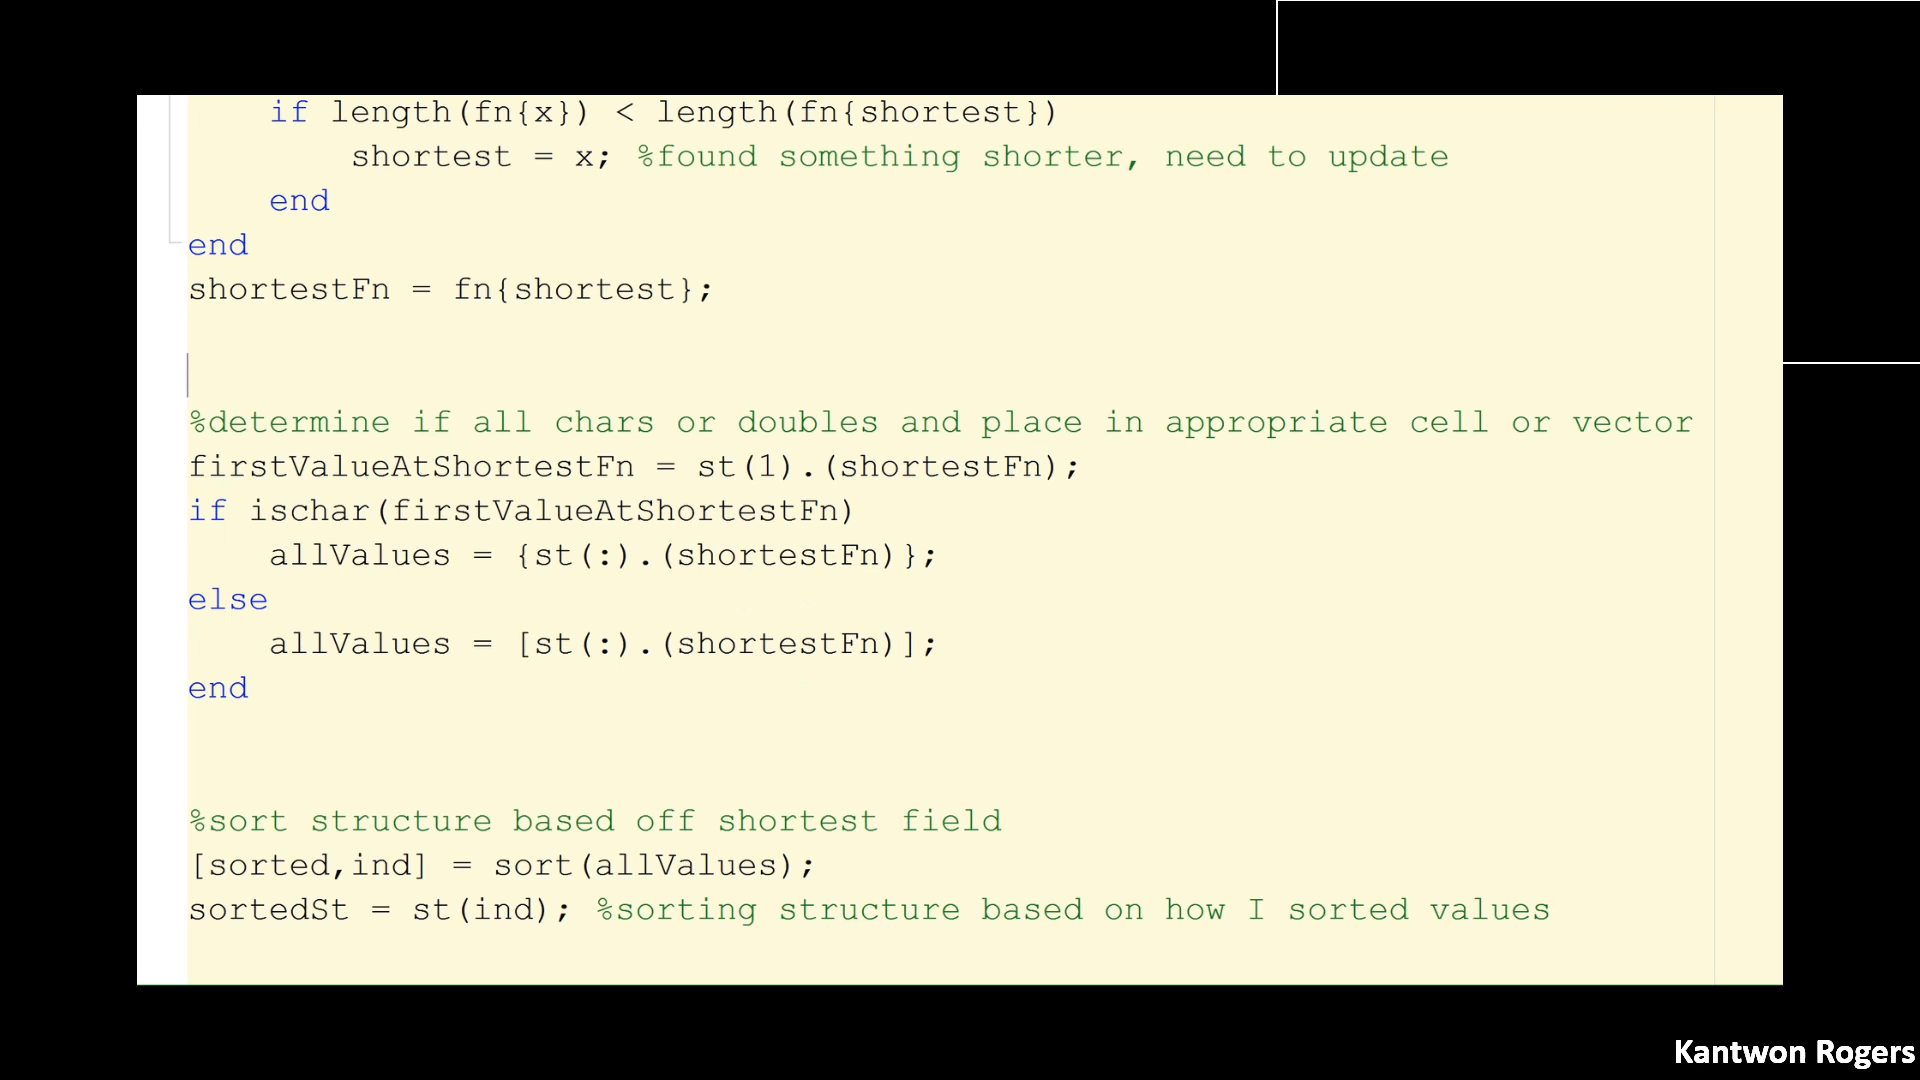 if length(fn{x}) < length(fn{shortest})
shortest = x; %found something shorter, need to update
end
end
shortestFn = fn{shortest};
%determine if all chars or doubles and place in appropriate cell or vector
firstValueAtShortestFn = st(1).(shortestFn);
if ischar(firstValueAtShortestFn)
allValues = {st(:).(shortestFn)};
else
allValues = [st(:).(shortestFn)];
end
%sort structure based off shortest field
[sorted,ind] = sort(allValues);
sortedSt = st(ind); %sorting structure based on how I sorted values
Kantwon Rogers